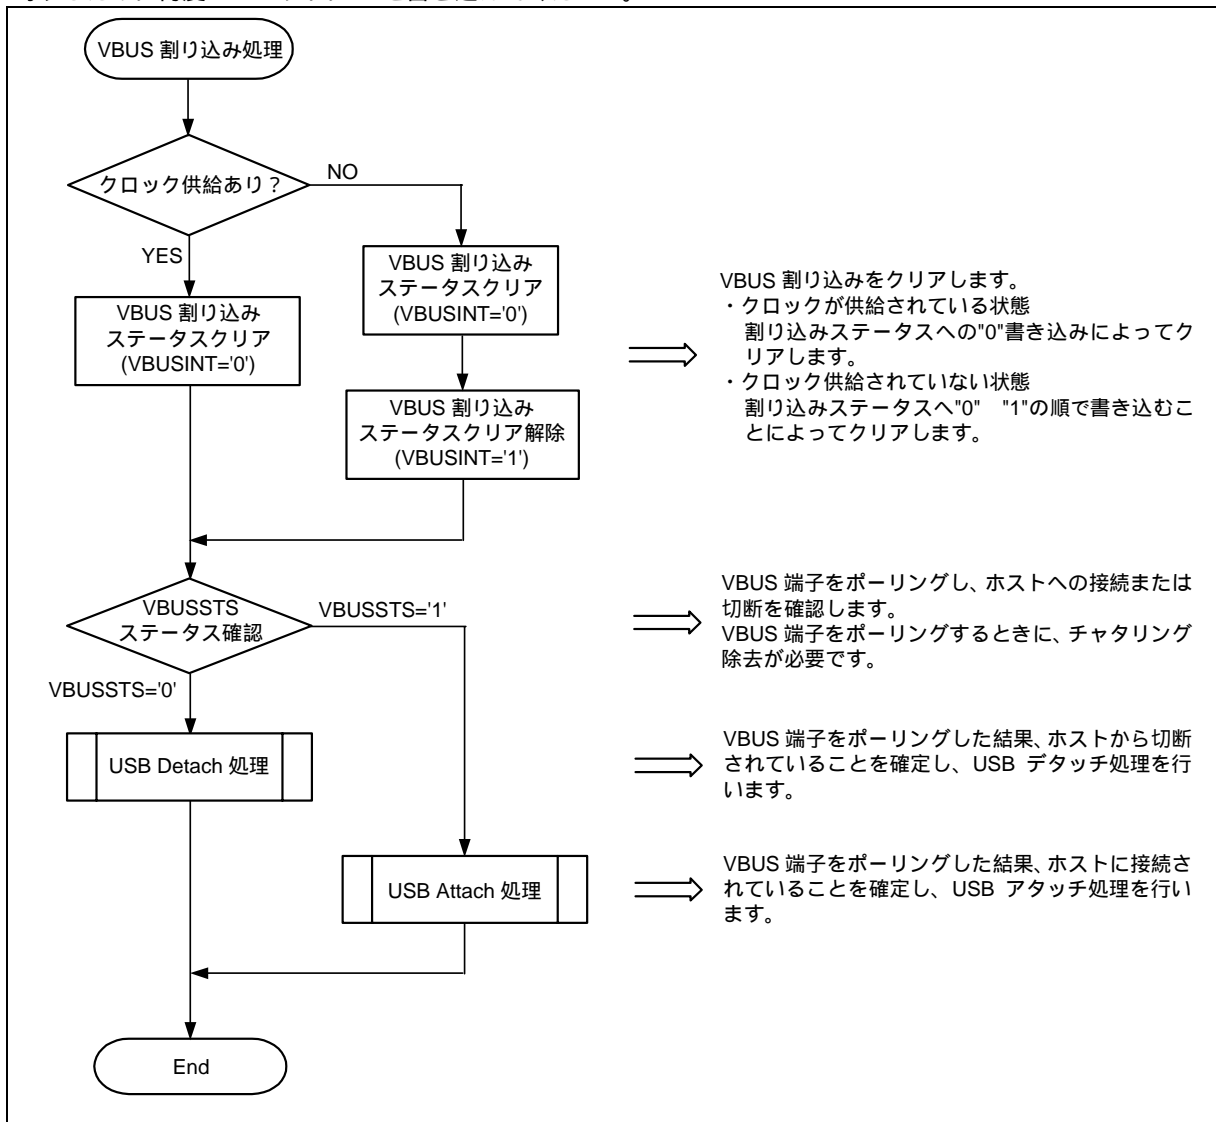 VBUS 割り込み処理
クロック供給あり？
NO
YES
VBUS 割り込み
ステータスクリア
(VBUSINT='0')
VBUS 割り込み
ステータスクリア
(VBUSINT='0')
VBUS 割り込み
ステータスクリア解除
(VBUSINT='1')
VBUS 割り込みをクリアします。
・クロックが供給されている状態
割り込みステータスへの"0"書き込みによってク
リアします。
・クロック供給されていない状態
割り込みステータスへ"0" "1"の順で書き込むこ
とによってクリアします。
VBUSSTS
ステータス確認
VBUSSTS='1'
VBUSSTS='0'
VBUS 端子をポーリングし、ホストへの接続または
切断を確認します。
VBUS 端子をポーリングするときに、チャタリング
除去が必要です。
USB Detach 処理
VBUS 端子をポーリングした結果、ホストから切断
されていることを確定し、USB デタッチ処理を行
います。
USB Attach 処理
VBUS 端子をポーリングした結果、ホストに接続さ
れていることを確定し、USB アタッチ処理を行い
ます。
End